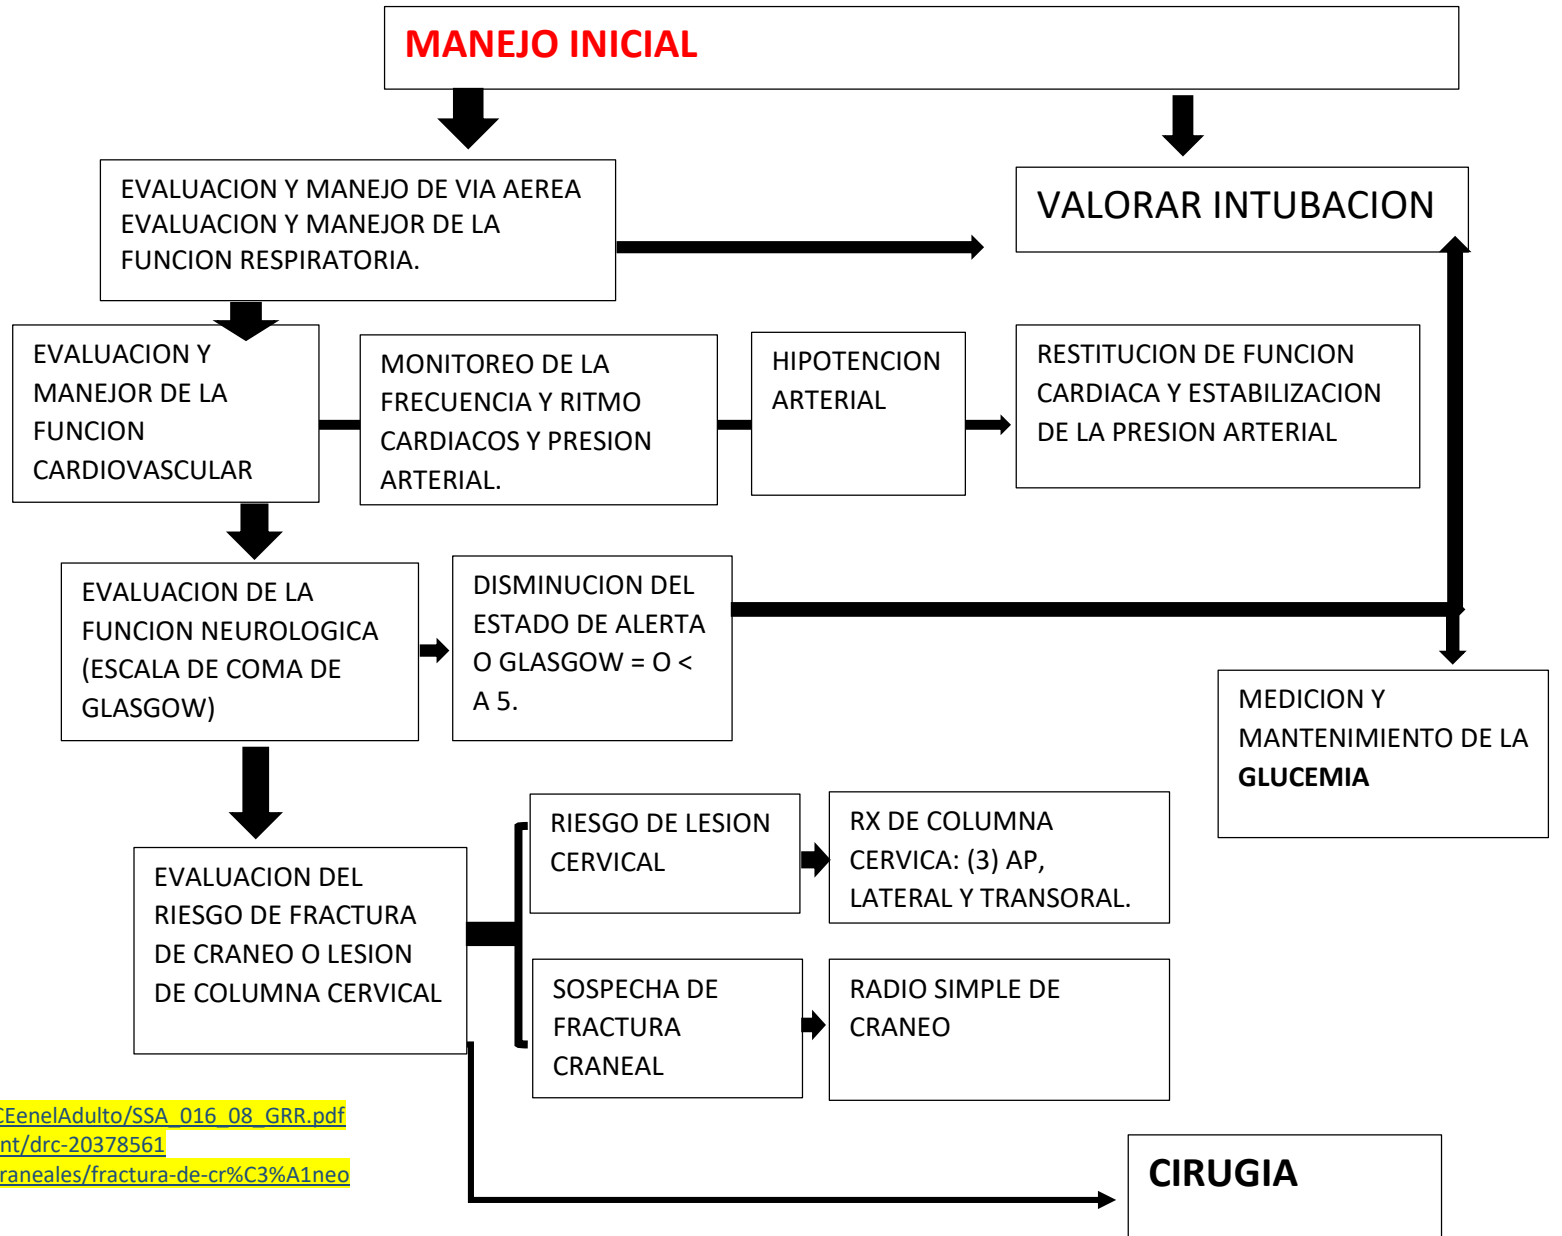 MANEJO INICIAL
EVALUACION Y MANEJO DE VIA AEREA
EVALUACION Y MANEJOR DE LA
FUNCION RESPIRATORIA.
VALORAR INTUBACION
EVALUACION Y
MANEJOR DE LA
FUNCION
CARDIOVASCULAR
MONITOREO DE LA
FRECUENCIA Y RITMO
CARDIACOS Y PRESION
ARTERIAL.
HIPOTENCION
ARTERIAL
RESTITUCION DE FUNCION
CARDIACA Y ESTABILIZACION
DE LA PRESION ARTERIAL
EVALUACION DE LA
FUNCION NEUROLOGICA
(ESCALA DE COMA DE
GLASGOW)
DISMINUCION DEL
ESTADO DE ALERTA
O GLASGOW = O <
A 5.
MEDICION Y
MANTENIMIENTO DE LA
GLUCEMIA
EVALUACION DEL
RIESGO DE FRACTURA
DE CRANEO O LESION
DE COLUMNA CERVICAL
RIESGO DE LESION
CERVICAL
RX DE COLUMNA
CERVICA: (3) AP,
LATERAL Y TRANSORAL.
SOSPECHA DE
FRACTURA
CRANEAL
RADIO SIMPLE DE
CRANEO
CEenelAdulto/SSA_016_08_GRR.pdf
nt/drc-20378561
raneales/fractura-de-cr%C3%A1neo
CIRUGIA